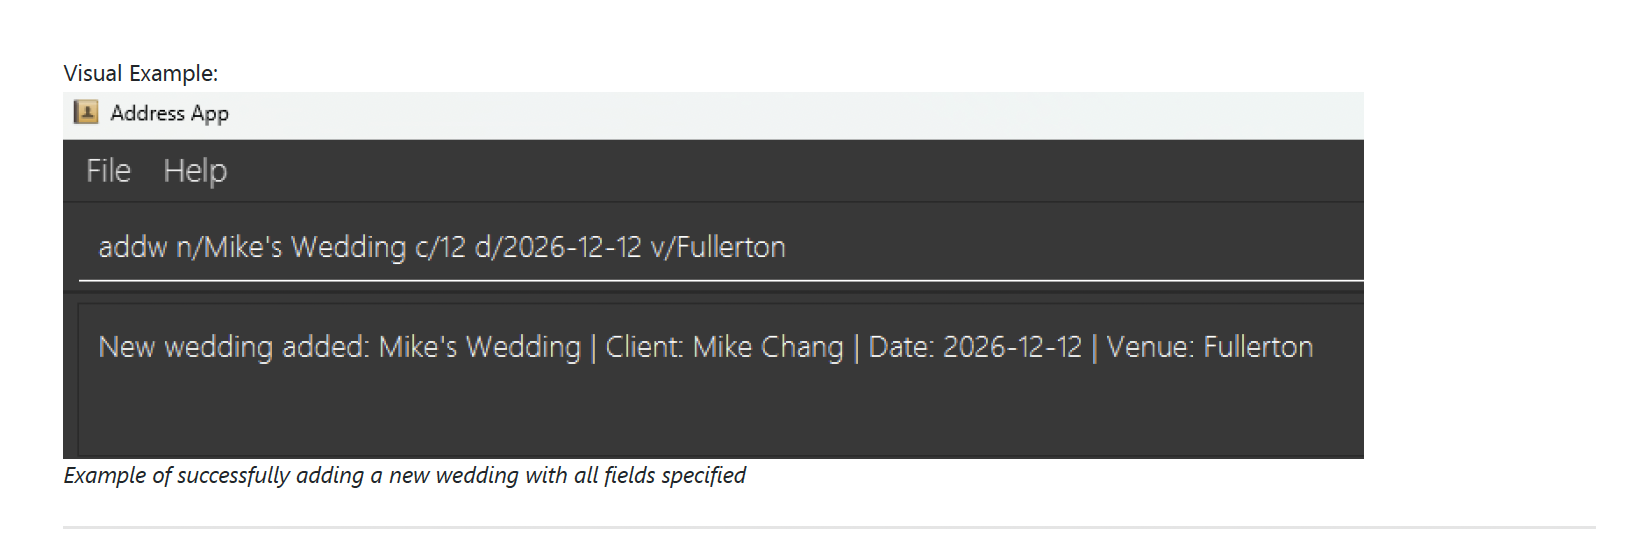 Visual Example:
Address App
File Help
addw n/Mike's Wedding c/12 d/2026-12-12 v/Fullerton
New wedding added: Mike's Wedding | Client: Mike Chang | Date: 2026-12-12 | Venue: Fullerton
Example of successfully adding a new wedding with all fields specified